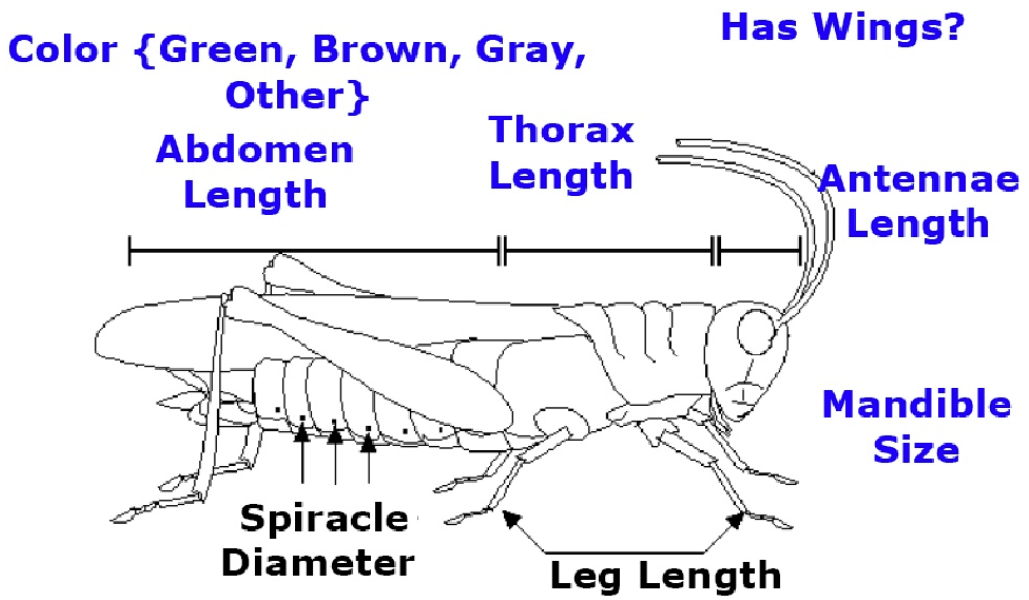 Has Wings?
Color {Green, Brown, Gray,
Other}
Abdomen
Length
Thorax
Length
Antennae
Length
Mandible
Size
Spiracle
Diameter
Leg Length